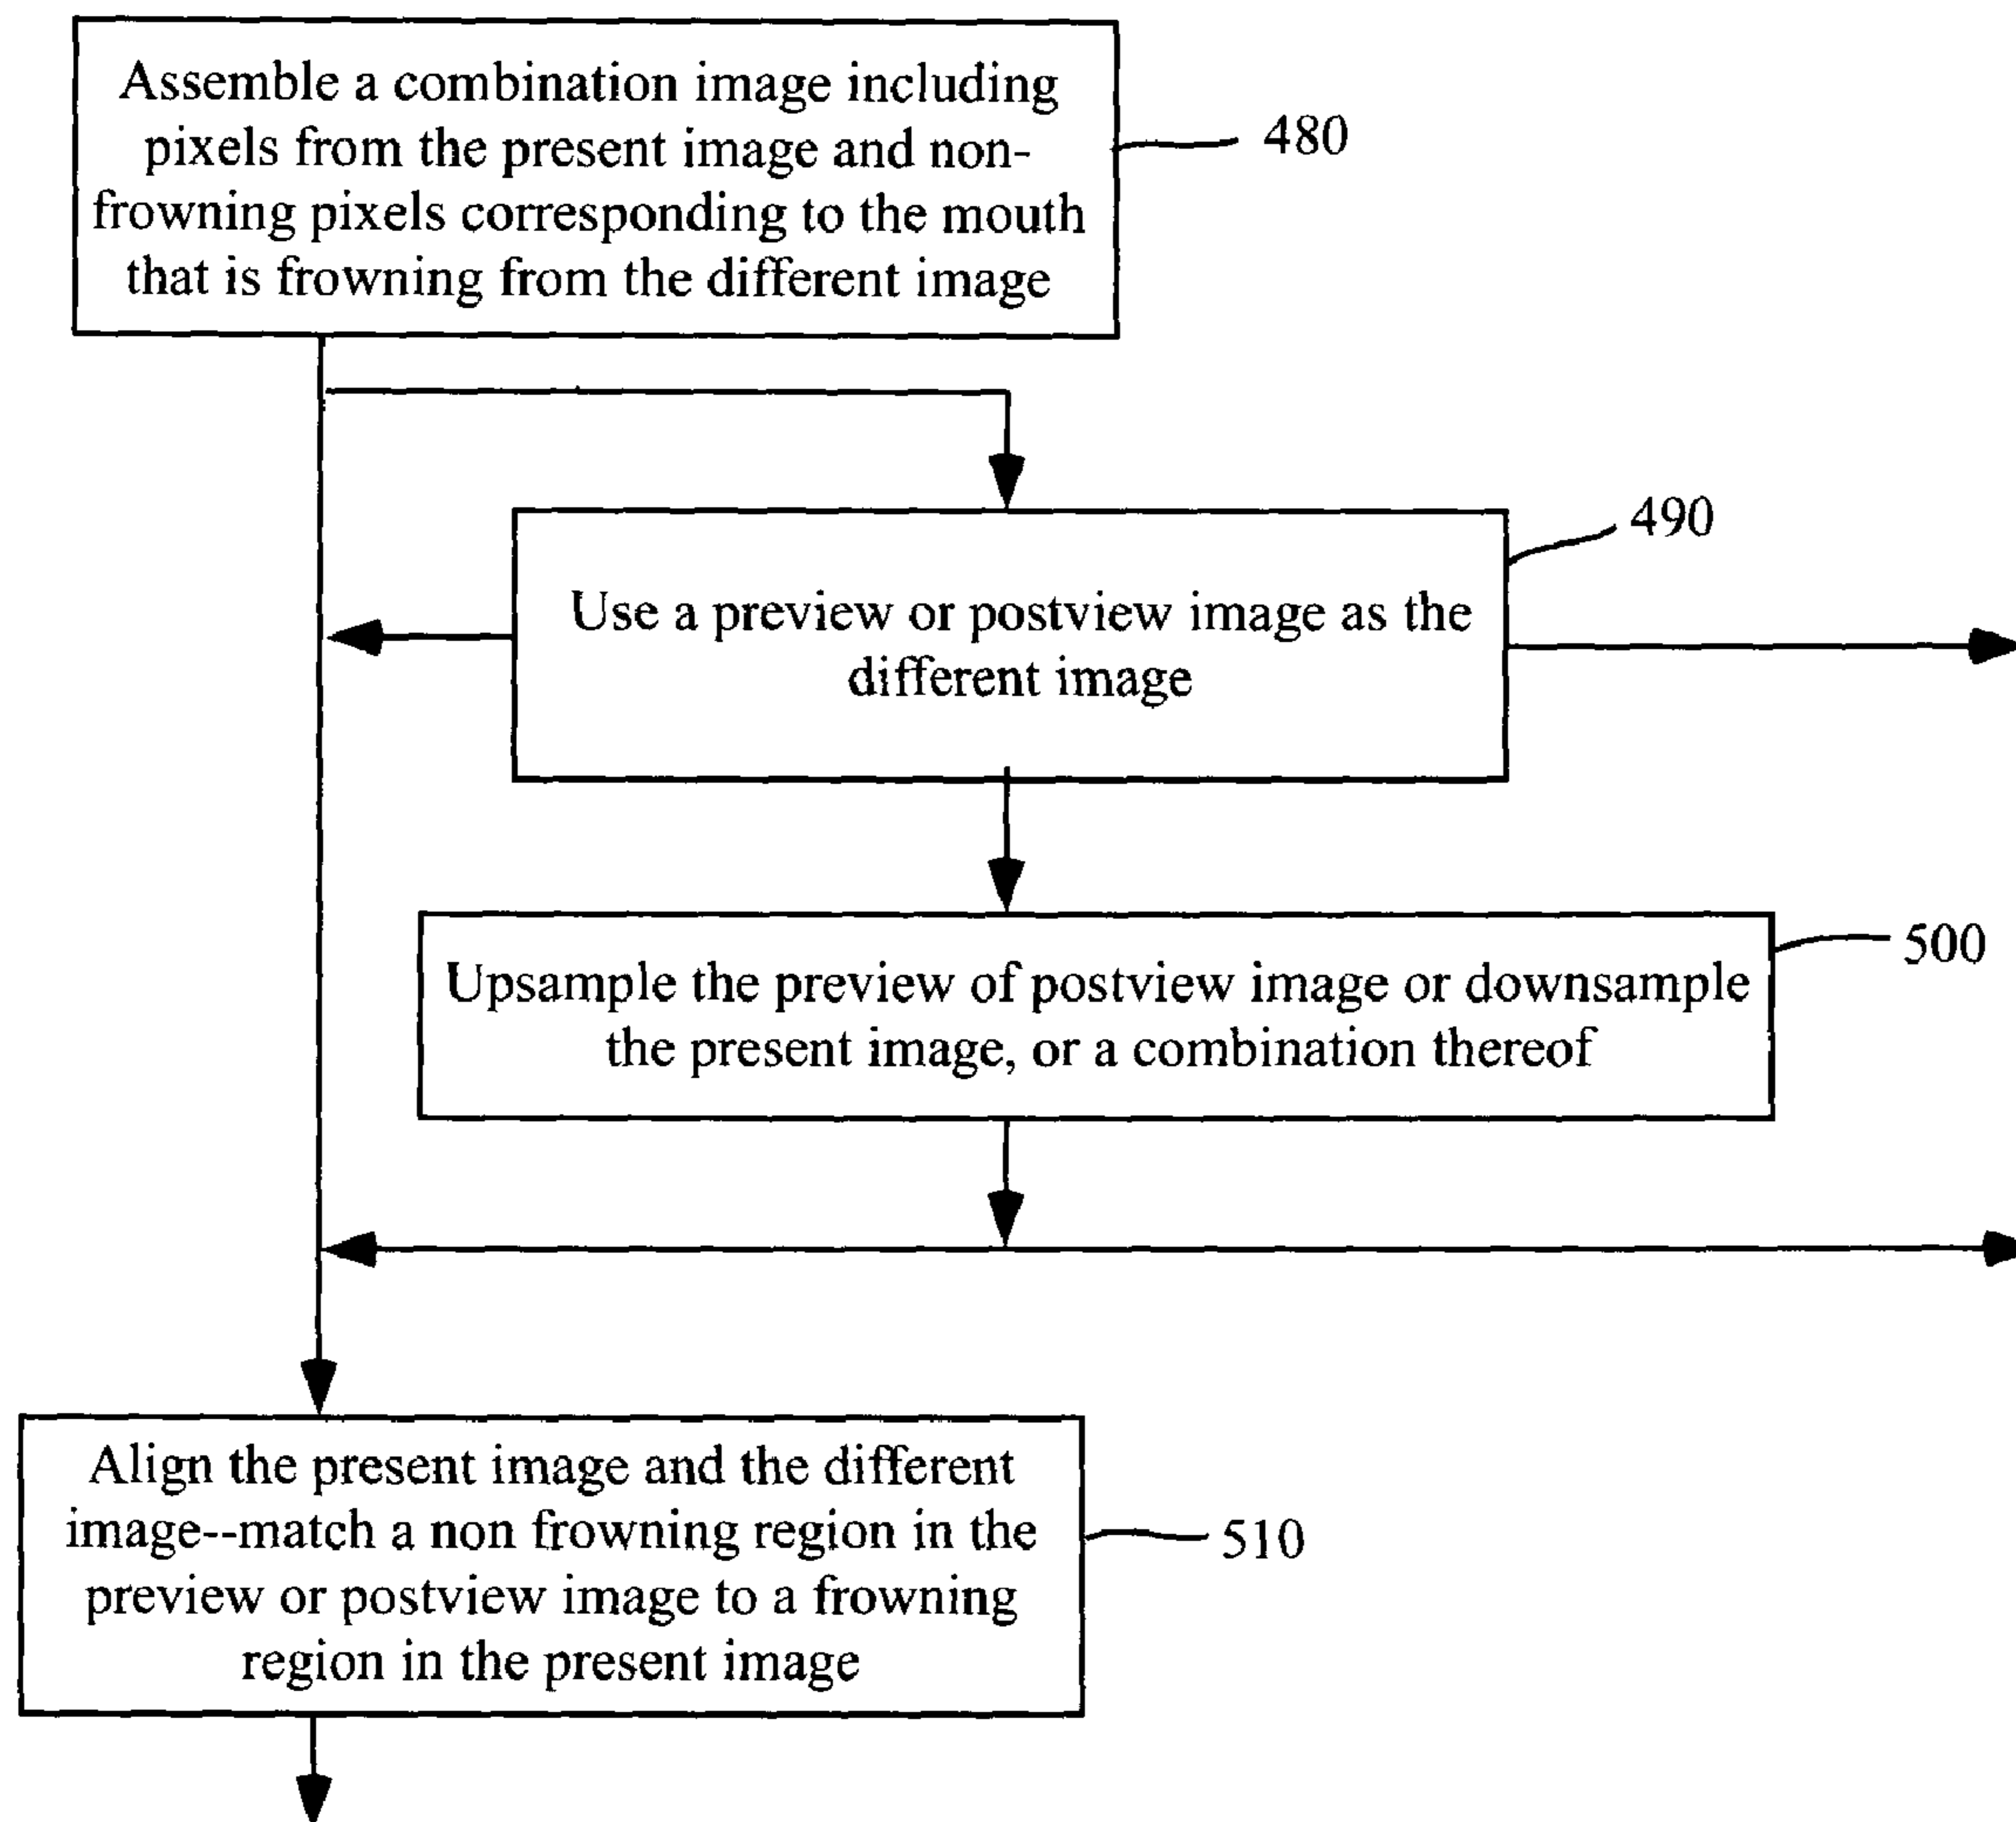 Assemble a combination image including
pixels from the present image and non-
frowning pixels corresponding to the mouth
that is frowning from the different image
480
490
Use a preview or postview image as the
different image
500
Upsample the preview of postview image or downsample
the present image, or a combination thereof
Align the present image and the different
image--match a non frowning region in the
preview or postview image to a frowning
region in the present image
510